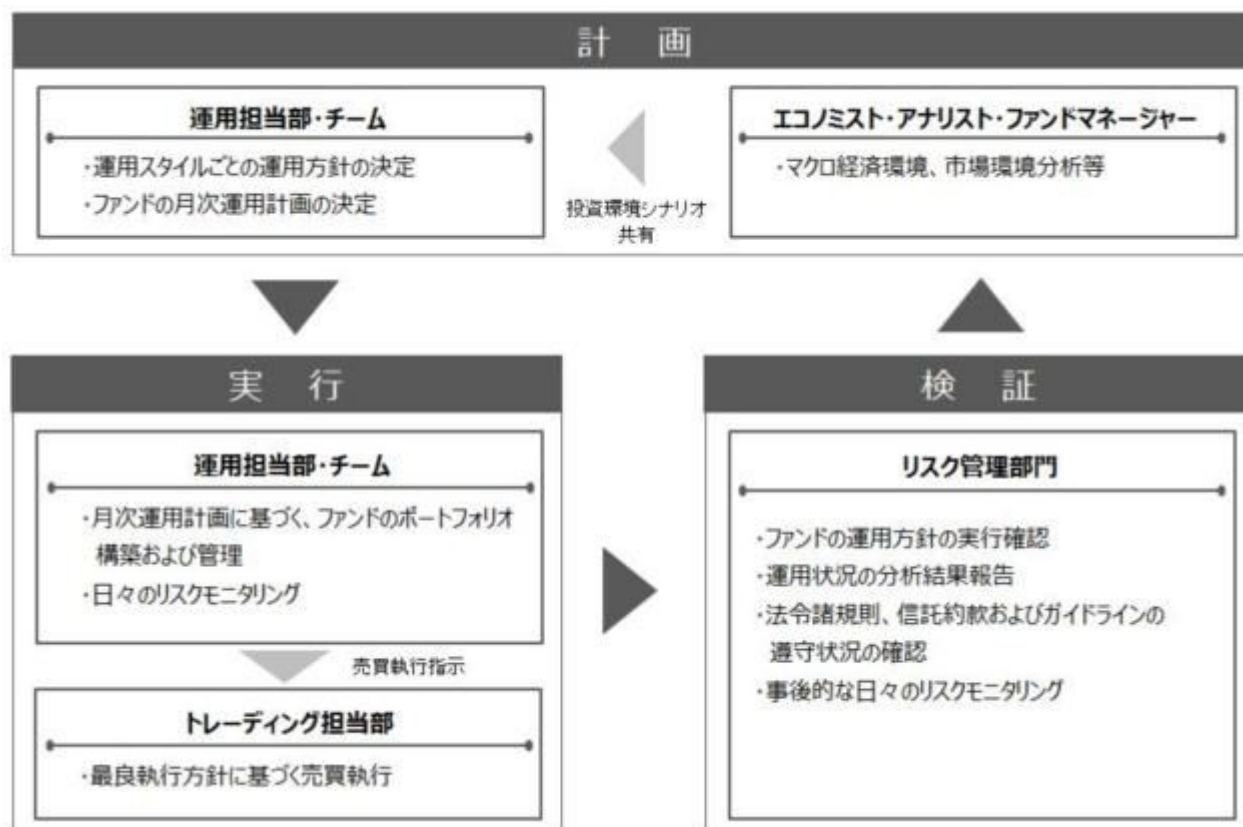 計 画
運用担当部・チーム
・運用スタイルごとの運用方針の決定
・ファンドの月次運用計画の決定
投資環境シナリオ
共有
エコノミスト・アナリスト・ファンドマネージャー
・マクロ経済環境、市場環境分析等
実 行
運用担当部・チーム
・月次運用計画に基づく、ファンドのポートフォリオ
構築および管理
・日々のリスクモニタリング
売買執行指示
トレーディング担当部
・最良執行方針に基づく売買執行
検 証
リスク管理部門
・ファンドの運用方針の実行確認
・運用状況の分析結果報告
・法令諸規則、信託約款およびガイドラインの
遵守状況の確認
・事後的な日々のリスクモニタリング